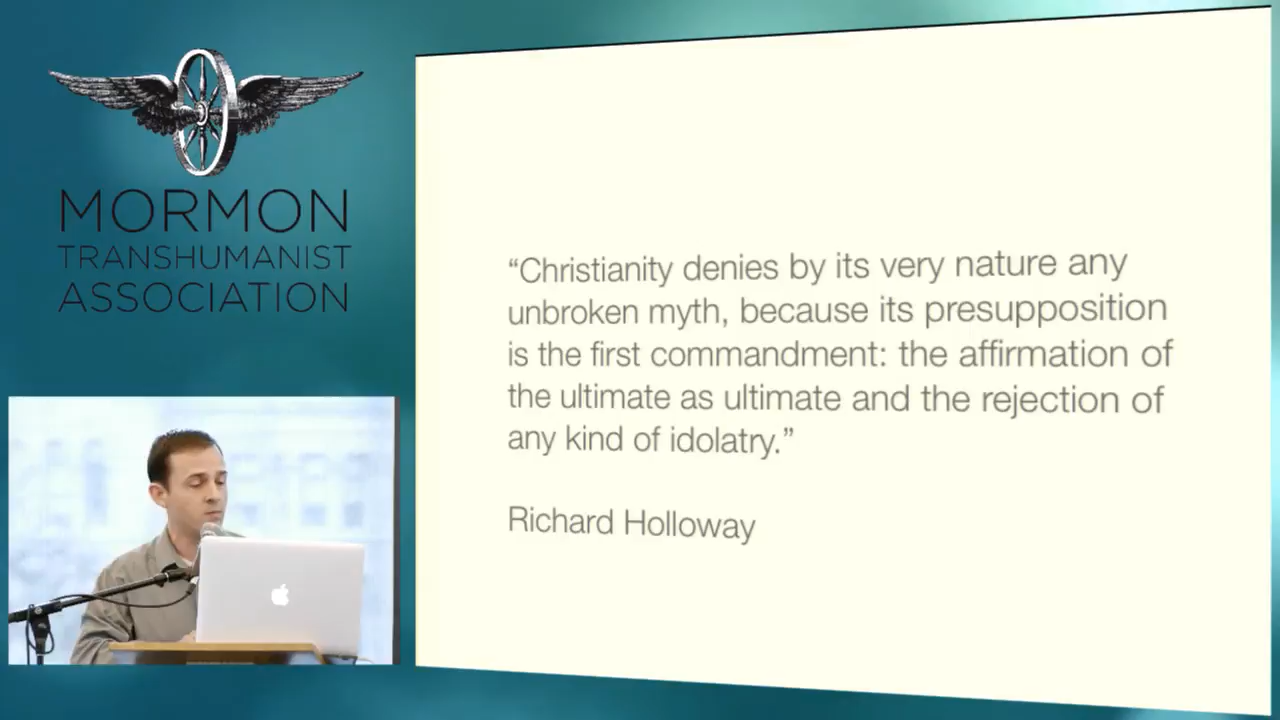 MORMON
TRANSHUMANIST
ASSOCIATION
“Christianity denies by its very nature any
unbroken myth, because its presupposition
is the first commandment: the affirmation of
the ultimate as ultimate and the rejection of
any kind of idolatry.”
Richard Holloway